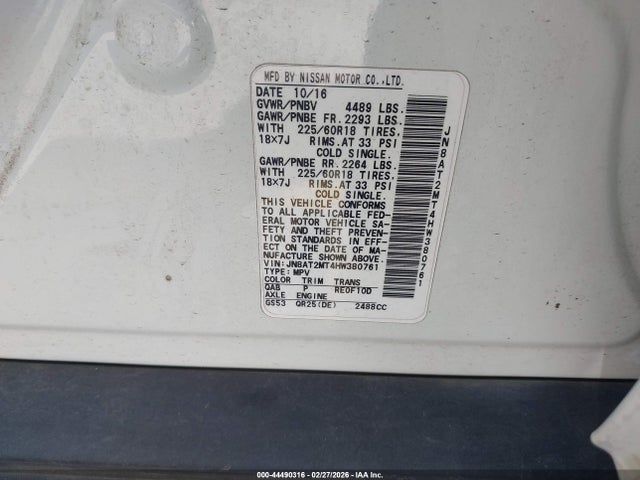 MFD BY NISSAN MOTOR CO.,LTD.
DATE 10/16
GVWR/PNBV 4489 LBS.
GAWR/PNBE FR. 2293 LBS.
WITH 225/60R18 TIRES,
18X7J RIMS.AT 33 PSI
COLD SINGLE.
GAWR/PNBE RR. 2264 LBS.
WITH 225/60R18 TIRES,
18X7J RIMS.AT 33 PSI
COLD SINGLE.
THIS VEHICLE CONFORMS
TO ALL APPLICABLE FED-
ERAL MOTOR VEHICLE SA-
FETY AND THEFT PREVEN-
TION STANDARDS IN EFF-
ECT ON THE DATE OF MA-
NUFACTURE SHOWN ABOVE.
VIN: JN8AT2MT4HW380761
TYPE: MPV
COLOR TRIM TRANS
QAB P RE0F10D
AXLE ENGINE
GS53 QR25(DE) 2488CC
JN8AT2MT4HW380761
000-44490316 - 02/27/2026 - IAA Inc.